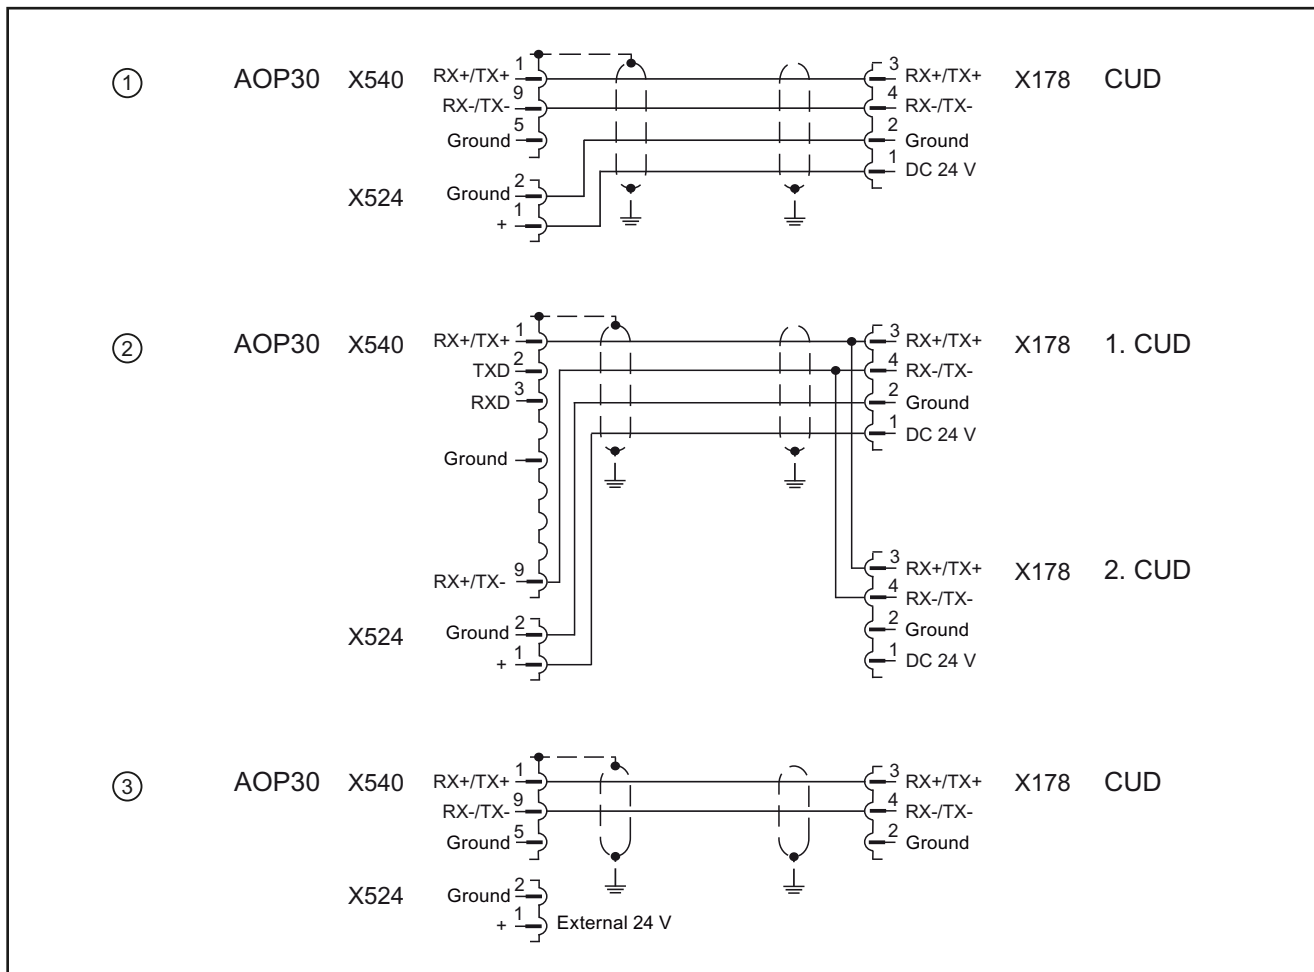 1 AOP30 X540 RX+/TX+ 1 3 RX+/TX+ X178 CUD
RX-/TX- 9 4 RX-/TX-
Ground 5 2 Ground
1 DC 24 V
X524 Ground 2
+ 1
2 AOP30 X540 RX+/TX+ 1 3 RX+/TX+ X178 1. CUD
TXD 2 4 RX-/TX-
RXD 3 2 Ground
1 DC 24 V
Ground
3 RX+/TX+ X178 2. CUD
RX+/TX- 9 4 RX-/TX-
X524 Ground 2 2 Ground
+ 1 1 DC 24 V
3 AOP30 X540 RX+/TX+ 1 3 RX+/TX+ X178 CUD
RX-/TX- 9 4 RX-/TX-
Ground 5 2 Ground
X524 Ground 2
+ 1 External 24 V